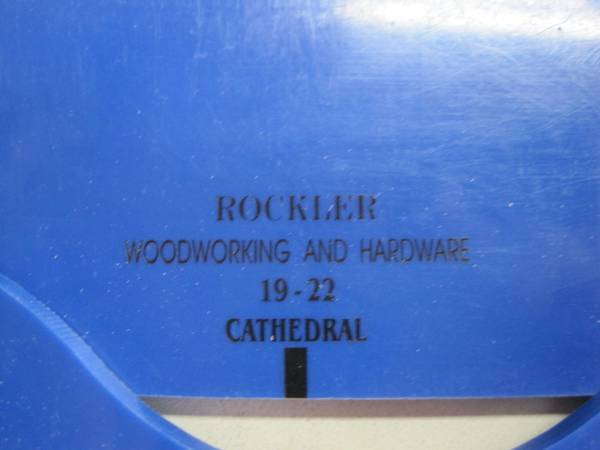 ROCKLER
WOODWORKING AND HARDWARE
19-22
CATHEDRAL